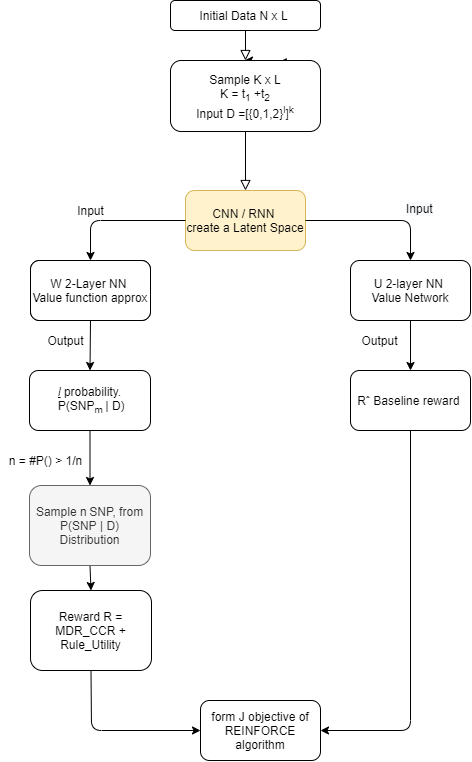 Initial Data N x L
Sample K x L
K = t₁ +t₂
Input D =[{0,1,2}ˡ]ᵏ
CNN / RNN
create a Latent Space
Input
Input
W 2-Layer NN
Value function approx
U 2-layer NN
Value Network
Output
Output
l probability.
P(SNPₘ | D)
R^ Baseline reward
n = #P() > 1/n
Sample n SNP, from
P(SNP | D)
Distribution
Reward R =
MDR_CCR +
Rule_Utility
form J objective of
REINFORCE
algorithm